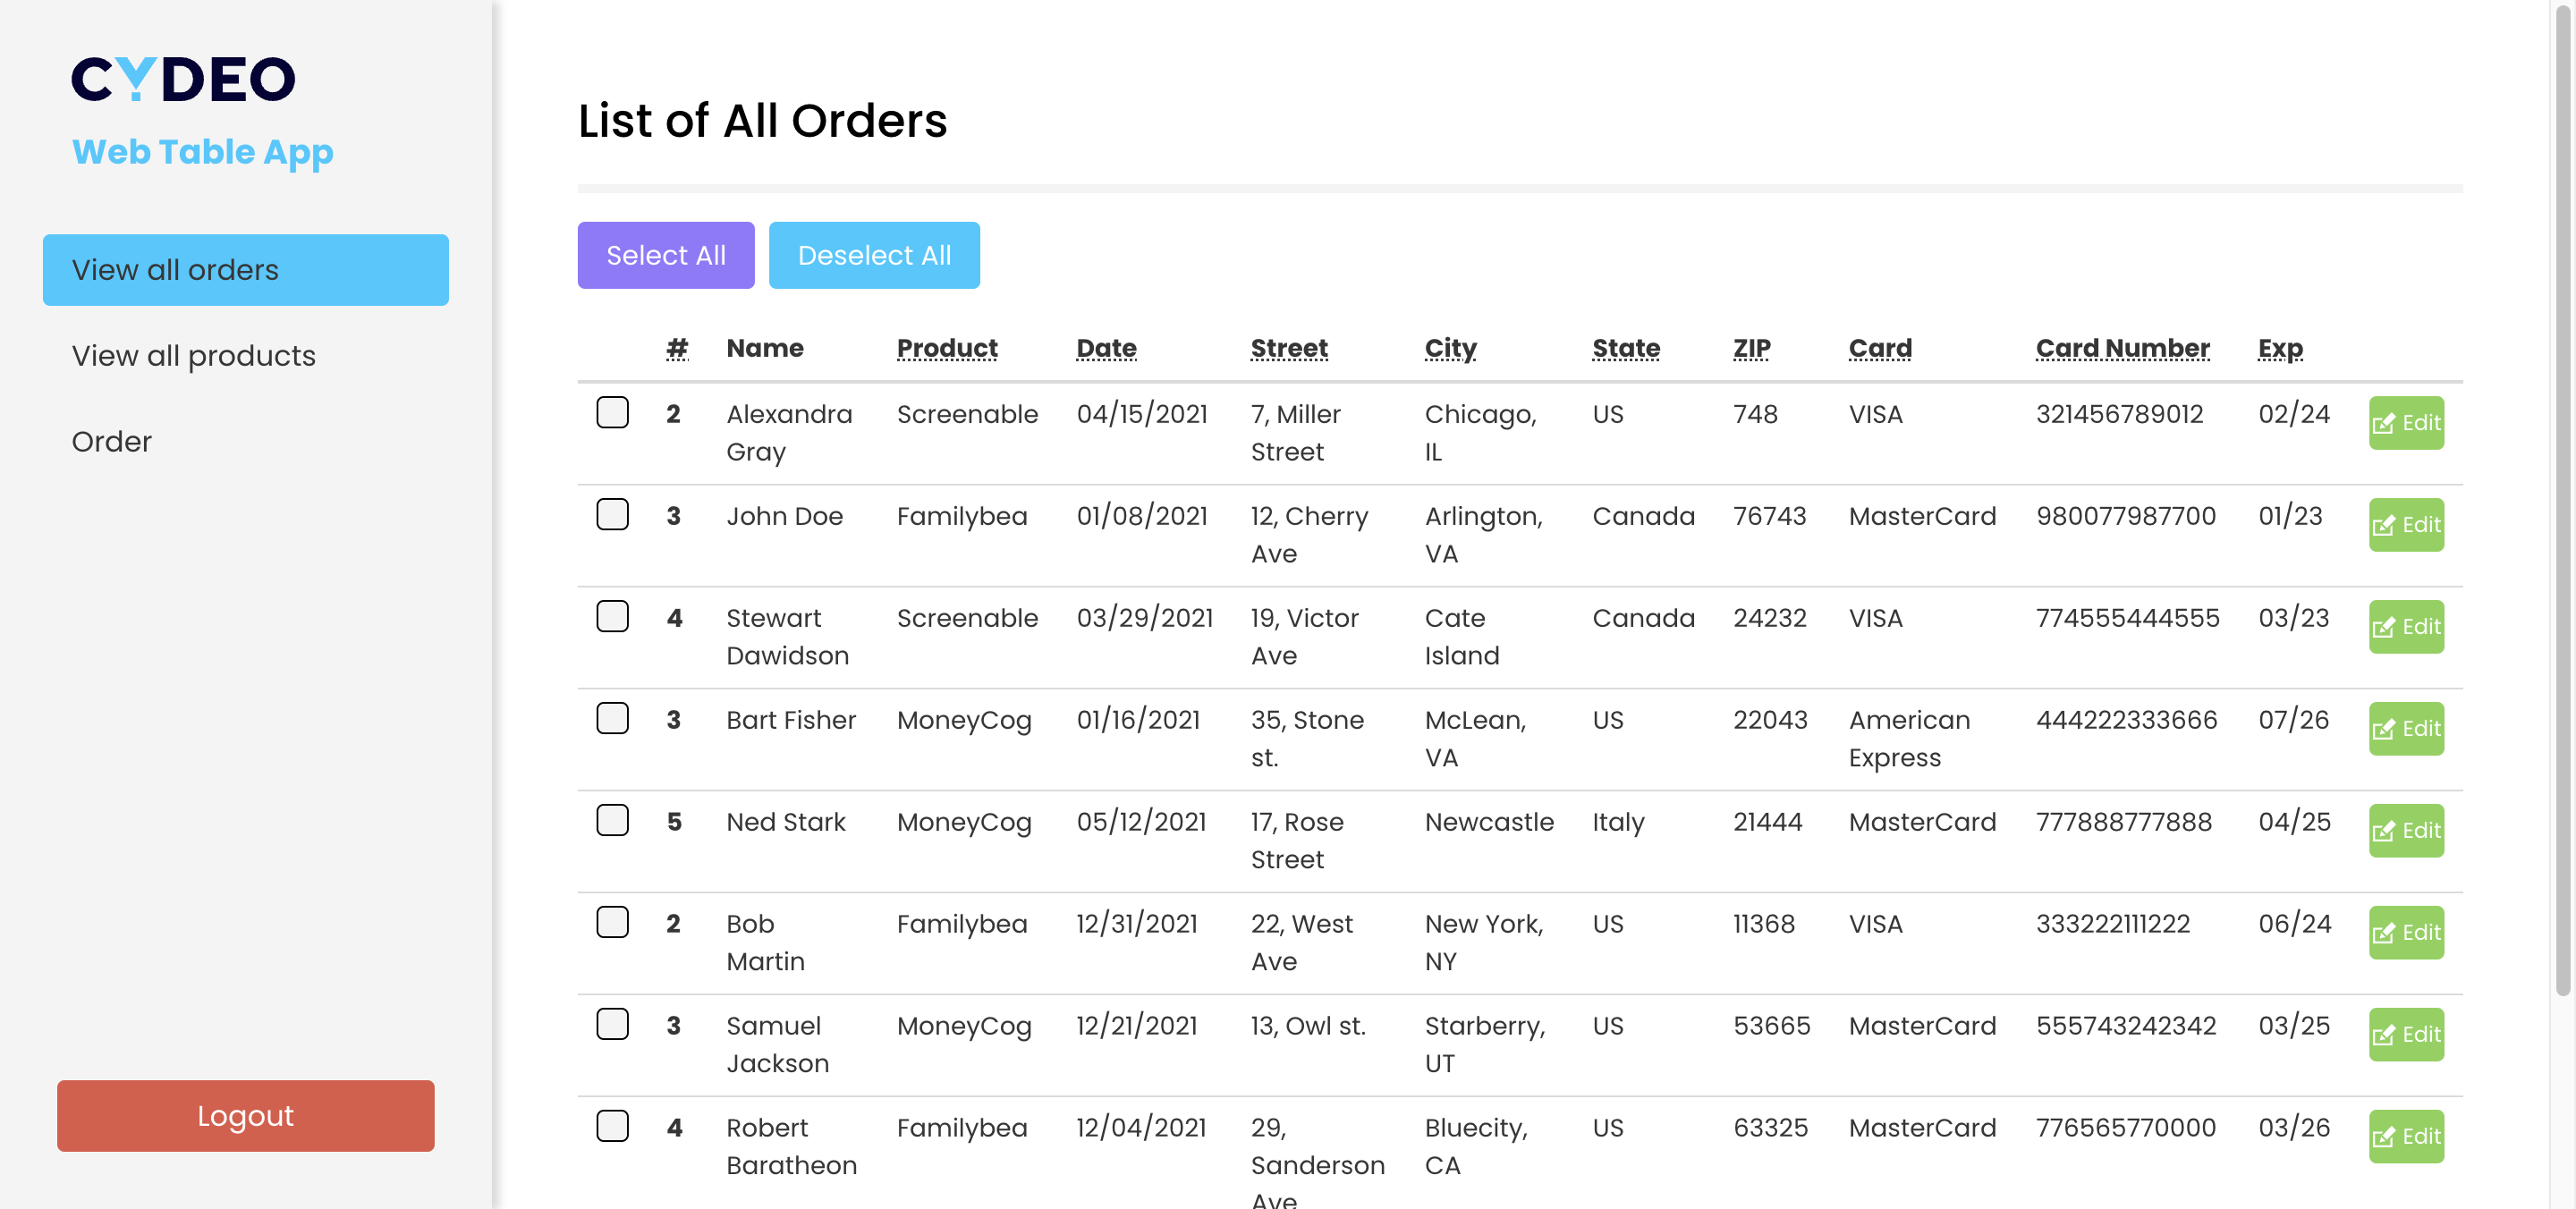 CYDEO
Web Table App
View all orders
View all products
Order
Logout
List of All Orders
Select All Deselect All
# Name Product Date Street City State ZIP Card Card Number Exp
2 Alexandra Screenable 04/15/2021 7, Miller Chicago, US 748 VISA 321456789012 02/24 Edit
Gray Street IL
3 John Doe Familybea 01/08/2021 12, Cherry Arlington, Canada 76743 MasterCard 980077987700 01/23 Edit
Ave VA
4 Stewart Screenable 03/29/2021 19, Victor Cate Canada 24232 VISA 774555444555 03/23 Edit
Dawidson Ave Island
3 Bart Fisher MoneyCog 01/16/2021 35, Stone McLean, US 22043 American 444222333666 07/26 Edit
st. VA Express
5 Ned Stark MoneyCog 05/12/2021 17, Rose Newcastle Italy 21444 MasterCard 777888777888 04/25 Edit
Street
2 Bob Familybea 12/31/2021 22, West New York, US 11368 VISA 333222111222 06/24 Edit
Martin Ave NY
3 Samuel MoneyCog 12/21/2021 13, Owl st. Starberry, US 53665 MasterCard 555743242342 03/25 Edit
Jackson UT
4 Robert Familybea 12/04/2021 29, Bluecity, US 63325 MasterCard 776565770000 03/26 Edit
Baratheon Sanderson CA
Ave